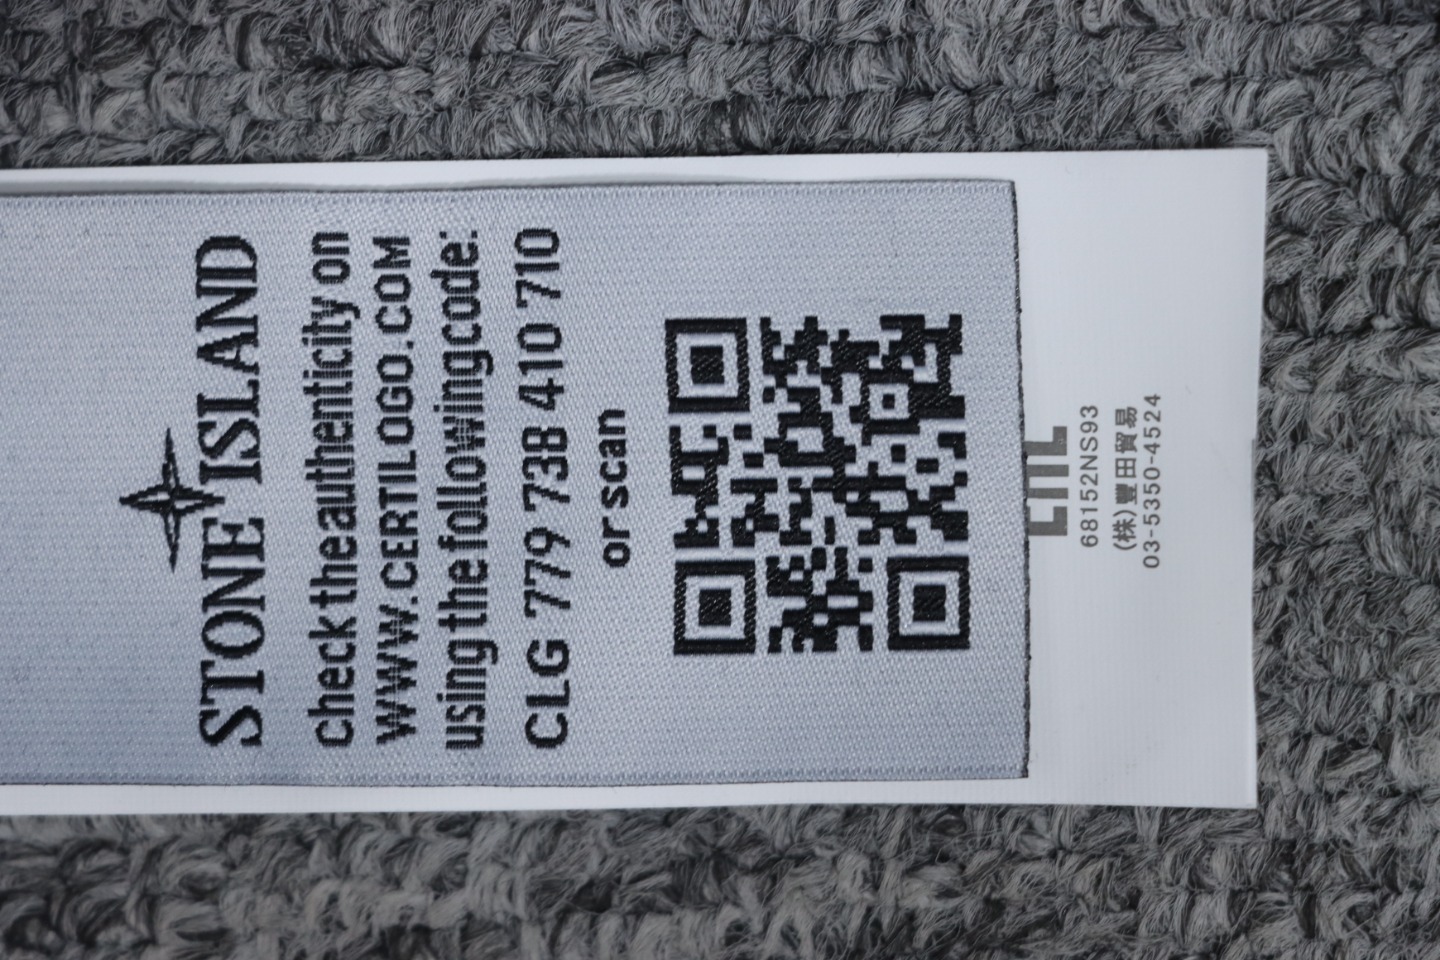 STONE ISLAND
check the authenticity on
WWW.CERTILOGO.COM
using the following code:
CLG 779 738 410 710
or scan
68152NS93
(株)豐田貿易
03-5350-4524